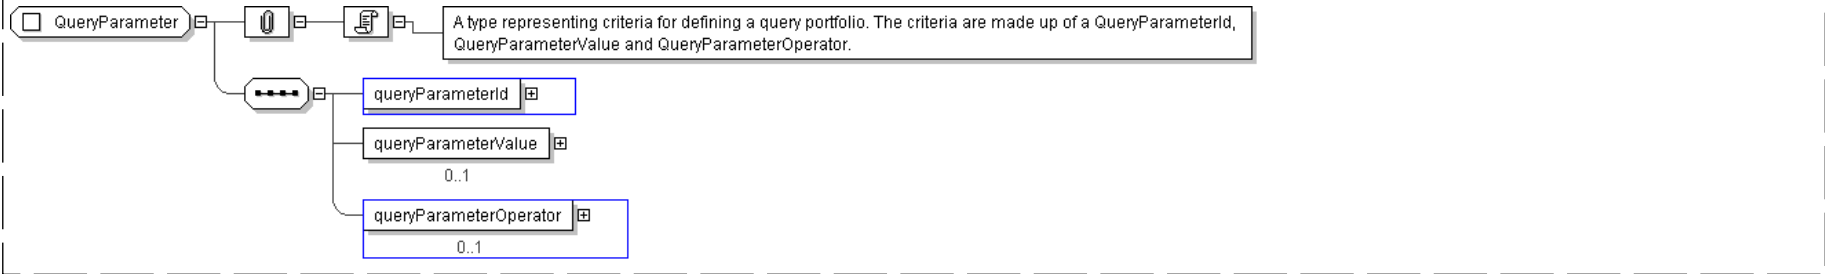 QueryParameter
A type representing criteria for defining a query portfolio. The criteria are made up of a QueryParameterId,
QueryParameterValue and QueryParameterOperator.
queryParameterId
queryParameterValue
0..1
queryParameterOperator
0..1